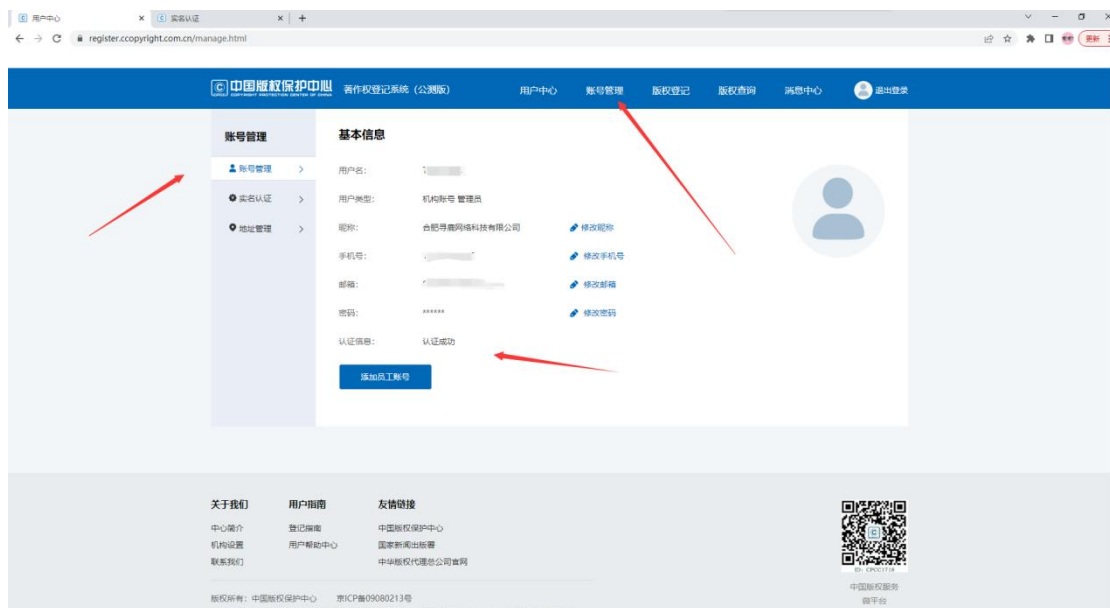 用户中心
实名认证
register.ccopyright.com.cn/manage.html
更新
中国版权保护中心
COPYRIGHT PROTECTION CENTER OF CHINA
著作权登记系统（公测版）
用户中心 账号管理 版权登记 版权查询 消息中心 退出登录
账号管理
账号管理
实名认证
地址管理
基本信息
用户名：
用户类型： 机构账号 管理员
昵称： 合肥寻鹿网络科技有限公司 修改昵称
手机号： 修改手机号
邮箱： 修改邮箱
密码： ****** 修改密码
认证信息： 认证成功
添加员工账号
关于我们 用户指南 友情链接
中心简介 登记指南 中国版权保护中心
机构设置 用户帮助中心 国家新闻出版署
联系我们 中华版权代理总公司官网
ID: CPCC1718
中国版权服务
微平台
版权所有：中国版权保护中心 京ICP备09080213号